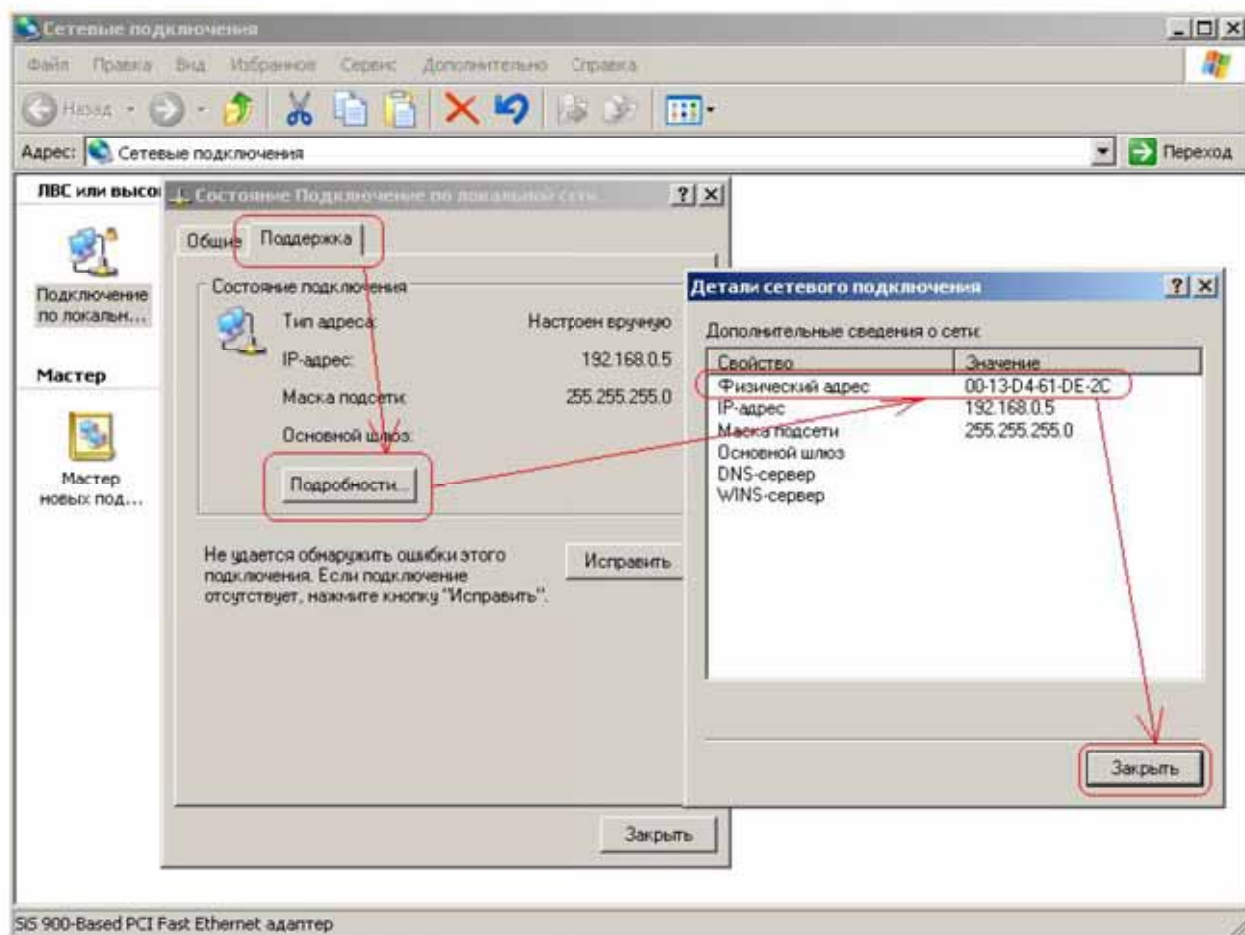 Сетевые подключения
Файл Правка Вид Избранное Сервис Дополнительно Справка
Назад
Адрес: Сетевые подключения Переход
ЛВС или высо
Подключение
по локальн...
Мастер
Мастер
новых под...
Состояние Подключение по локальной сети
Общие Поддержка
Состояние подключения
Тип адреса: Настроен вручную
IP-адрес: 192.168.0.5
Маска подсети: 255.255.255.0
Основной шлюз:
Подробности...
Не удается обнаружить ошибки этого
подключения. Если подключение
отсутствует, нажмите кнопку "Исправить".
Исправить
Закрыть
Детали сетевого подключения
Дополнительные сведения о сети:
Свойство Значение
Физический адрес 00-13-D4-61-DE-2C
IP-адрес 192.168.0.5
Маска подсети 255.255.255.0
Основной шлюз
DNS-сервер
WINS-сервер
Закрыть
SiS 900-Based PCI Fast Ethernet адаптер